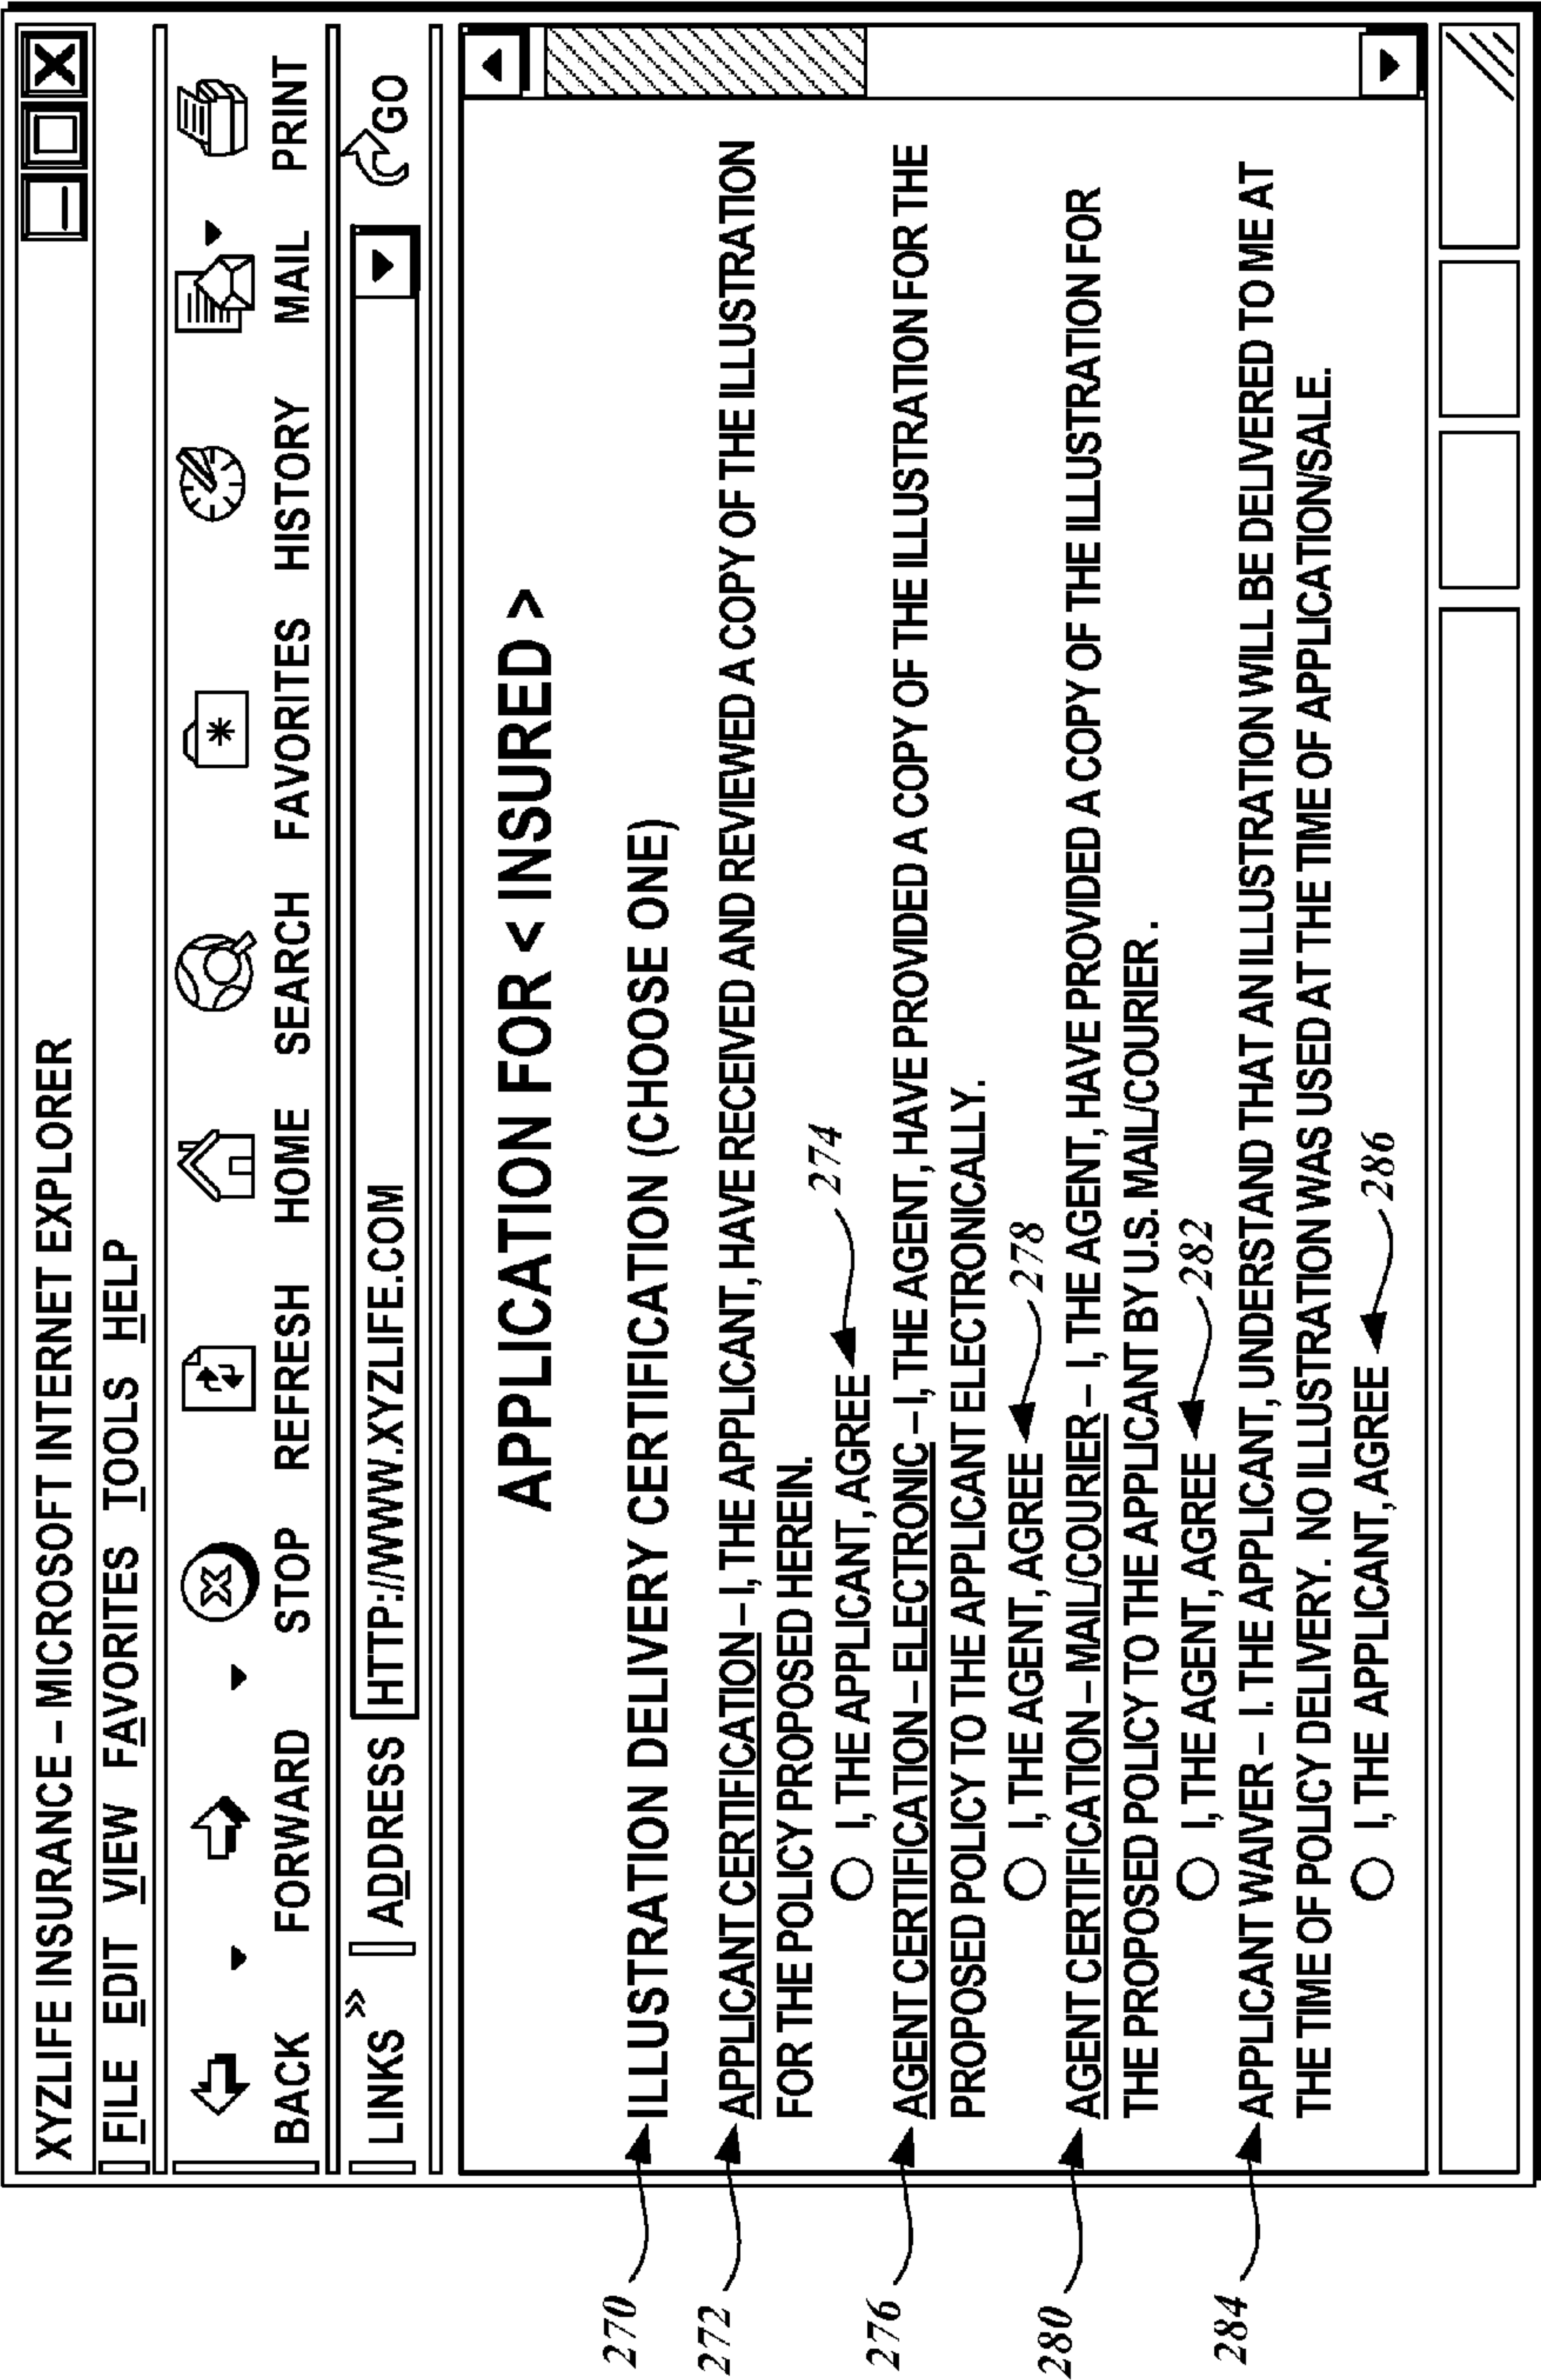 XYZLIFE INSURANCE – MICROSOFT INTERNET EXPLORER
FILE EDIT VIEW FAVORITES TOOLS HELP
BACK FORWARD STOP REFRESH HOME SEARCH FAVORITES HISTORY MAIL PRINT
LINKS » ADDRESS HTTP://WWW.XYZLIFE.COM GO
APPLICATION FOR < INSURED >
270 ILLUSTRATION DELIVERY CERTIFICATION (CHOOSE ONE)
272 APPLICANT CERTIFICATION – I, THE APPLICANT, HAVE RECEIVED AND REVIEWED A COPY OF THE ILLUSTRATION
FOR THE POLICY PROPOSED HEREIN.
I, THE APPLICANT, AGREE 274
276 AGENT CERTIFICATION – ELECTRONIC – I, THE AGENT, HAVE PROVIDED A COPY OF THE ILLUSTRATION FOR THE
PROPOSED POLICY TO THE APPLICANT ELECTRONICALLY.
I, THE AGENT, AGREE 278
280 AGENT CERTIFICATION – MAIL/COURIER – I, THE AGENT, HAVE PROVIDED A COPY OF THE ILLUSTRATION FOR
THE PROPOSED POLICY TO THE APPLICANT BY U.S. MAIL/COURIER .
I, THE AGENT, AGREE 282
284 APPLICANT WAIVER – I. THE APPLICANT, UNDERSTAND THAT AN ILLUSTRATION WILL BE DELIVERED TO ME AT
THE TIME OF POLICY DELIVERY. NO ILLUSTRATION WAS USED AT THE TIME OF APPLICATION/SALE.
I, THE APPLICANT, AGREE 286